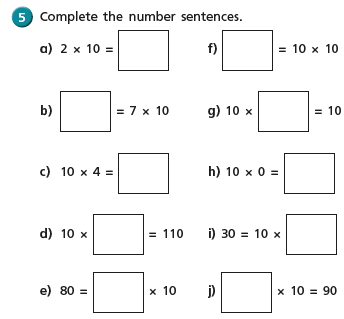 5 Complete the number sentences.
a) 2 × 10 =
f) = 10 × 10
b) = 7 × 10
g) 10 × = 10
c) 10 × 4 =
h) 10 × 0 =
d) 10 × = 110
i) 30 = 10 ×
e) 80 = × 10
j) × 10 = 90